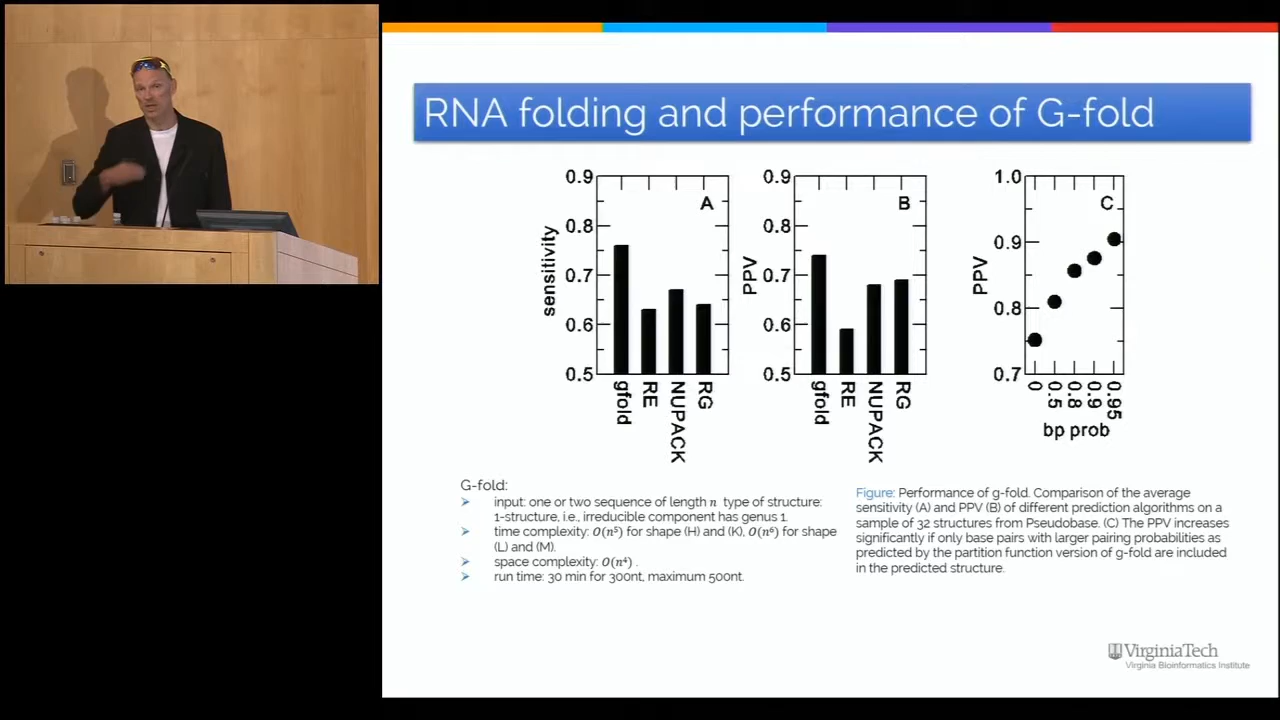 RNA folding and performance of G-fold
0.9
0.8
0.7
0.6
0.5
sensitivity
A
gfold
RE
NUPACK
RG
0.9
0.8
0.7
0.6
0.5
PPV
B
gfold
RE
NUPACK
RG
1.0
0.9
0.8
0.7
PPV
C
0
0.5
0.8
0.9
0.95
bp prob
G-fold:
input: one or two sequence of length n type of structure:
1-structure, i.e., irreducible component has genus 1.
time complexity: O(n⁵) for shape (H) and (K), O(n⁶) for shape
(L) and (M).
space complexity: O(n⁴) .
run time: 30 min for 300nt, maximum 500nt.
Figure: Performance of g-fold. Comparison of the average
sensitivity (A) and PPV (B) of different prediction algorithms on a
sample of 32 structures from Pseudobase. (C) The PPV increases
significantly if only base pairs with larger pairing probabilities as
predicted by the partition function version of g-fold are included
in the predicted structure.
VirginiaTech
Virginia Bioinformatics Institute